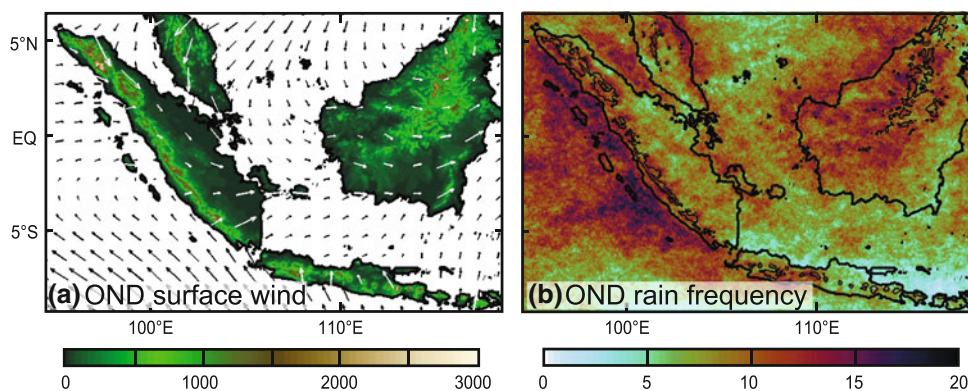 5°N
EQ
5°S
(a) OND surface wind
(b) OND rain frequency
100°E 110°E 100°E 110°E
0 1000 2000 3000 0 5 10 15 20